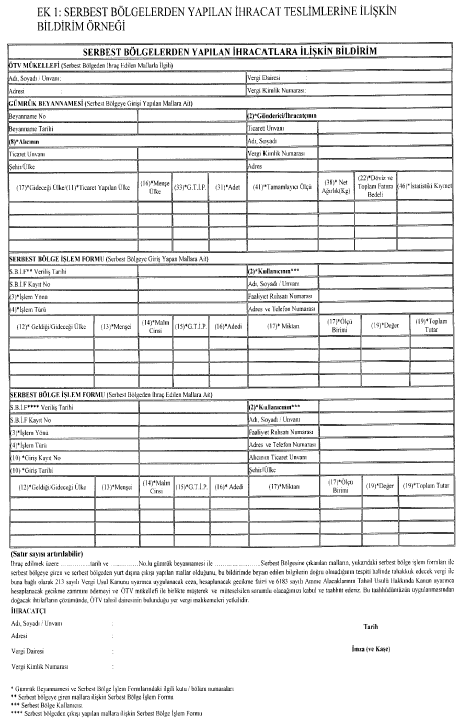 EK 1: SERBEST BÖLGELERDEN YAPILAN İHRACAT TESLİMLERİNE İLİŞKİN
BİLDİRİM ÖRNEĞİ
SERBEST BÖLGELERDEN YAPILAN İHRACATLARA İLİŞKİN BİLDİRİM
ÖTV MÜKELLEFİ (Serbest Bölgeden İhraç Edilen Mallarla İlgili)
Adı, Soyadı / Unvanı: Vergi Dairesi :
Adresi : Vergi Kimlik Numarası:
GÜMRÜK BEYANNAMESİ (Serbest Bölgeye Girişi Yapılan Mallara Ait)
Beyanname No (2)*Gönderici/İhracatçının
Beyanname Tarihi Ticaret Unvanı
(8)*Alıcının Adı, Soyadı
Ticaret Unvanı Vergi Kimlik Numarası
Şehir/Ülke Adres
(17)*Gideceği Ülke/(11)*Ticaret Yapılan Ülke (16)*Menşe Ülke (33)*G.T.İ.P. (31)*Adet (41)*Tamamlayıcı Ölçü (38)* Net Ağırlık(Kg) (22)*Döviz ve Toplam Fatura Bedeli (46)*İstatistiki Kıymet
SERBEST BÖLGE İŞLEM FORMU (Serbest Bölgeye Giriş Yapan Mallara Ait)
S.B.İ.F** Veriliş Tarihi (2)*Kullanıcının***
S.B.İ.F Kayıt No Adı, Soyadı / Unvanı
(3)*İşlem Yönü Faaliyet Ruhsatı Numarası
(4)*İşlem Türü Adres ve Telefon Numarası
(12)* Geldiği/Gideceği Ülke (13)*Menşei (14)*Malın Cinsi (15)*G.T.İ.P. (16)*Adedi (17)* Miktarı (17)*Ölçü Birimi (19)*Değer (19)*Toplam Tutar
SERBEST BÖLGE İŞLEM FORMU (Serbest Bölgeden İhraç Edilen Mallara Ait)
S.B.İ.F**** Veriliş Tarihi (2)*Kullanıcının***
S.B.İ.F Kayıt No Adı, Soyadı / Unvanı
(3)*İşlem Yönü Faaliyet Ruhsatı Numarası
(4)*İşlem Türü Adres ve Telefon Numarası
(10) *Giriş Kayıt No Alıcının Ticaret Unvanı
(10) *Giriş Tarihi Şehir/Ülke
(12)*Geldiği/Gideceği Ülke (13)*Menşei (14)*Malın Cinsi (15)*G.T.İ.P. (16)* Adedi (17)*Miktarı (17)*Ölçü Birimi (19)*Değer (19)*Toplam Tutar
(Satır sayısı artırılabilir)
İhraç edilmek üzere ............tarih ve ............No.lu gümrük beyannamesi ile ............Serbest Bölgesine çıkarılan malların, yukarıdaki serbest bölge işlem formları ile
serbest bölgeye giren ve serbest bölgeden yurt dışına çıkışı yapılan mallar olduğunu, bu bildirimde beyan edilen bilgilerin doğru olmadığının tespiti halinde tahakkuk edecek vergi ile
buna bağlı olarak 213 sayılı Vergi Usul Kanunu uyarınca uygulanacak ceza, hesaplanacak gecikme faizi ve 6183 sayılı Amme Alacaklarının Tahsil Usulü Hakkında Kanun uyarınca
hesaplanacak gecikme zammını ödemeyi ve ÖTV mükellefi ile birlikte müşterek ve müteselsilen sorumlu olacağımızı kabul ve taahhüt ederiz. Bu taahhüdümüzün uygulanmasından
doğacak ihtilafların çözümünde, ÖTV tahsil dairesinin bulunduğu yer vergi mahkemeleri yetkilidir.
İHRACATÇI
Adı, Soyadı / Unvanı : Tarih
Adresi :
Vergi Dairesi : İmza (ve Kaşe)
Vergi Kimlik Numarası :
* Gümrük Beyannamesi ve Serbest Bölge İşlem Formlarındaki ilgili kutu / bölüm numaraları
** Serbest bölgeye giren mallara ilişkin Serbest Bölge İşlem Formu
*** Serbest Bölge Kullanıcısı
**** Serbest bölgeden çıkışı yapılan mallara ilişkin Serbest Bölge İşlem Formu